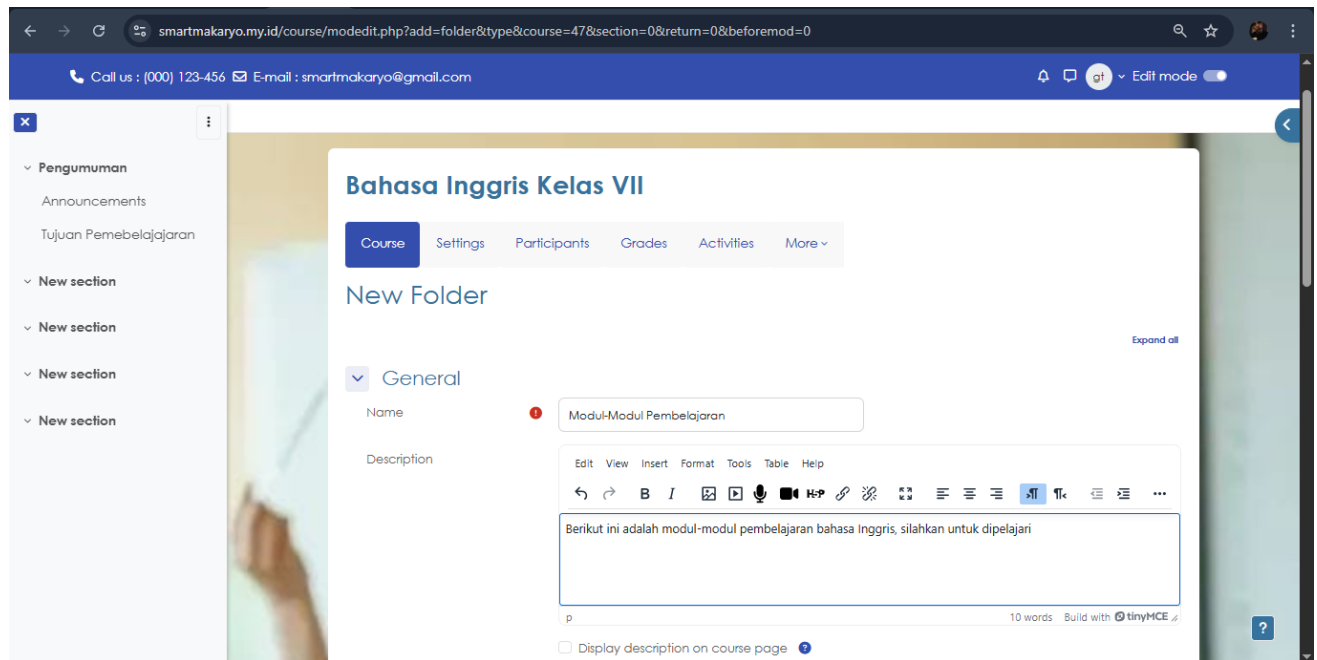 smartmakaryo.my.id/course/modedit.php?add=folder&type&course=47&section=0&return=0&beforemod=0
Call us : (000) 123-456 E-mail : smartmakaryo@gmail.com
gt Edit mode
Pengumuman
Announcements
Tujuan Pemebelajajaran
New section
New section
New section
New section
Bahasa Inggris Kelas VII
Course Settings Participants Grades Activities More
New Folder
Expand all
General
Name
Modul-Modul Pembelajaran
Description
Edit View Insert Format Tools Table Help
B I H-P
Berikut ini adalah modul-modul pembelajaran bahasa Inggris, silahkan untuk dipelajari
p
10 words Build with tinyMCE
Display description on course page ?
?